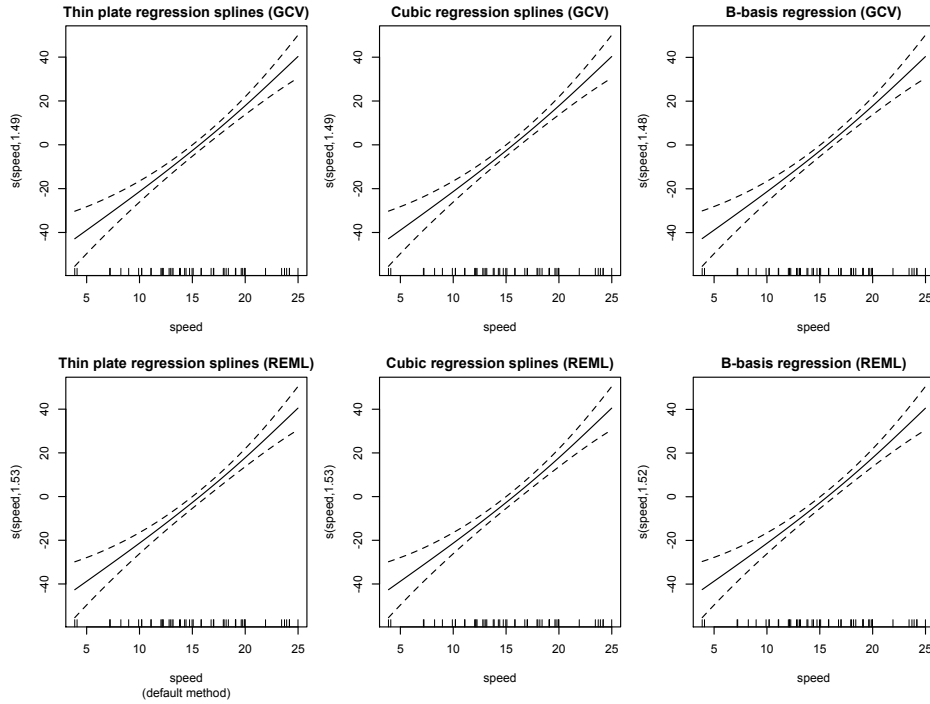 Thin plate regression splines (GCV)
Cubic regression splines (GCV)
B-basis regression (GCV)
s(speed,1.49)
40
20
0
-20
-40
5 10 15 20 25
speed
s(speed,1.49)
40
20
0
-20
-40
5 10 15 20 25
speed
s(speed,1.48)
40
20
0
-20
-40
5 10 15 20 25
speed
Thin plate regression splines (REML)
Cubic regression splines (REML)
B-basis regression (REML)
s(speed,1.53)
40
20
0
-20
-40
5 10 15 20 25
speed
(default method)
s(speed,1.53)
40
20
0
-20
-40
5 10 15 20 25
speed
s(speed,1.52)
40
20
0
-20
-40
5 10 15 20 25
speed